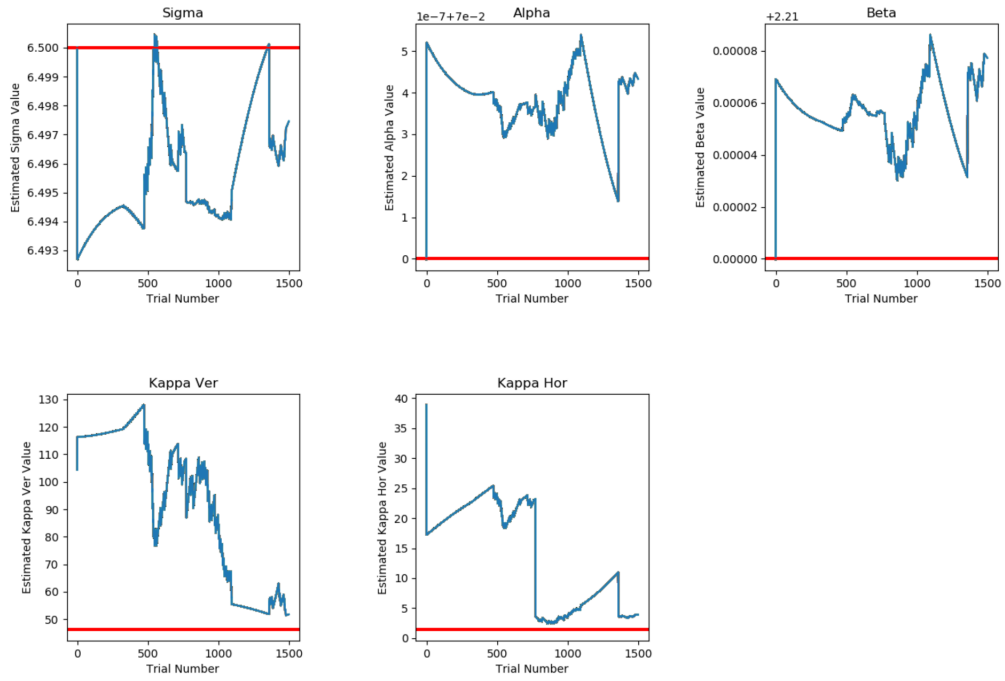 Sigma
6.500
6.499
6.498
6.497
6.496
6.495
6.494
6.493
Estimated Sigma Value
0 500 1000 1500
Trial Number
Alpha
1e−7+7e−2
5
4
3
2
1
0
Estimated Alpha Value
0 500 1000 1500
Trial Number
Beta
+2.21
0.00008
0.00006
0.00004
0.00002
0.00000
Estimated Beta Value
0 500 1000 1500
Trial Number
Kappa Ver
130
120
110
100
90
80
70
60
50
Estimated Kappa Ver Value
0 500 1000 1500
Trial Number
Kappa Hor
40
35
30
25
20
15
10
5
0
Estimated Kappa Hor Value
0 500 1000 1500
Trial Number